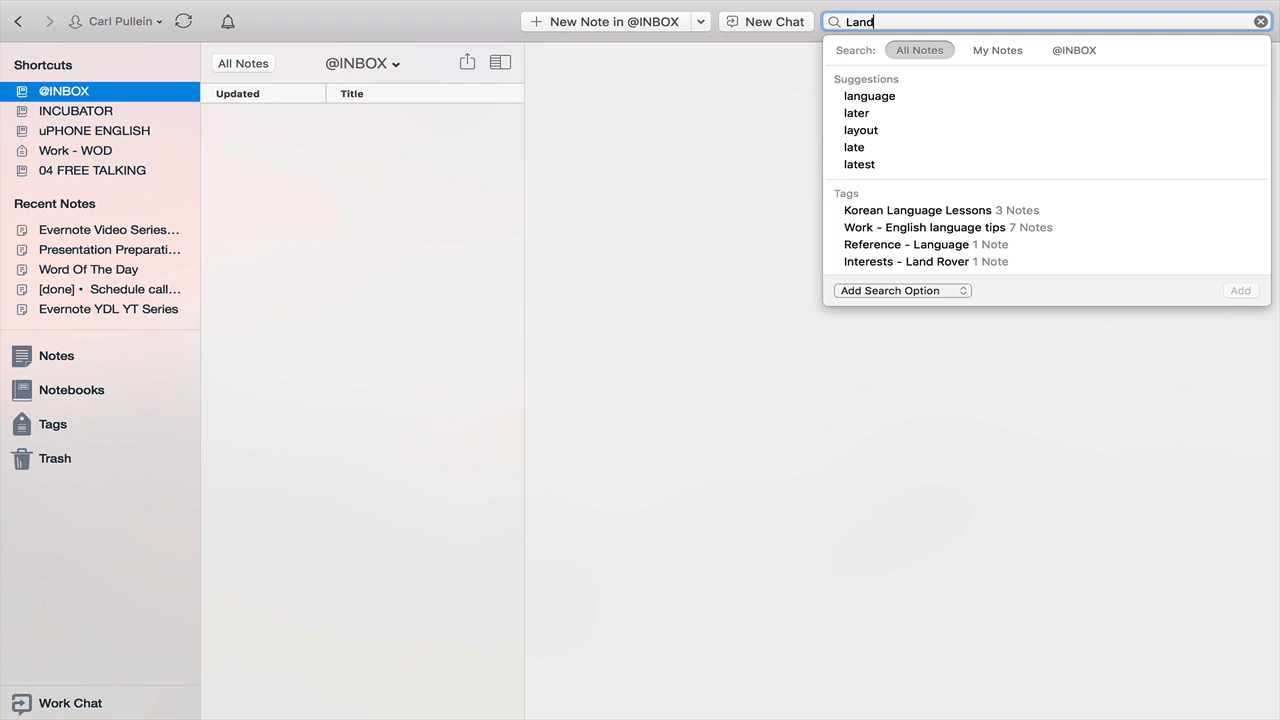 Carl Pullein
New Note in @INBOX
New Chat
Land
Shortcuts
@INBOX
INCUBATOR
uPHONE ENGLISH
Work - WOD
04 FREE TALKING
Recent Notes
Evernote Video Series...
Presentation Preparati...
Word Of The Day
[done] • Schedule call...
Evernote YDL YT Series
Notes
Notebooks
Tags
Trash
Work Chat
All Notes
@INBOX
Updated Title
Search: All Notes My Notes @INBOX
Suggestions
language
later
layout
late
latest
Tags
Korean Language Lessons 3 Notes
Work - English language tips 7 Notes
Reference - Language 1 Note
Interests - Land Rover 1 Note
Add Search Option Add